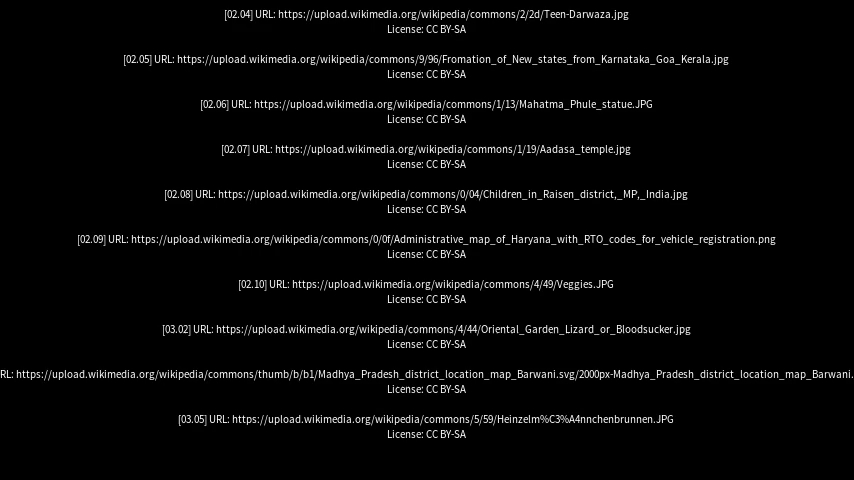 [02.04] URL: https://upload.wikimedia.org/wikipedia/commons/2/2d/Teen-Darwaza.jpg
License: CC BY-SA
[02.05] URL: https://upload.wikimedia.org/wikipedia/commons/9/96/Fromation_of_New_states_from_Karnataka_Goa_Kerala.jpg
License: CC BY-SA
[02.06] URL: https://upload.wikimedia.org/wikipedia/commons/1/13/Mahatma_Phule_statue.JPG
License: CC BY-SA
[02.07] URL: https://upload.wikimedia.org/wikipedia/commons/1/19/Aadasa_temple.jpg
License: CC BY-SA
[02.08] URL: https://upload.wikimedia.org/wikipedia/commons/0/04/Children_in_Raisen_district,_MP,_India.jpg
License: CC BY-SA
[02.09] URL: https://upload.wikimedia.org/wikipedia/commons/0/0f/Administrative_map_of_Haryana_with_RTO_codes_for_vehicle_registration.png
License: CC BY-SA
[02.10] URL: https://upload.wikimedia.org/wikipedia/commons/4/49/Veggies.JPG
License: CC BY-SA
[03.02] URL: https://upload.wikimedia.org/wikipedia/commons/4/44/Oriental_Garden_Lizard_or_Bloodsucker.jpg
License: CC BY-SA
RL: https://upload.wikimedia.org/wikipedia/commons/thumb/b/b1/Madhya_Pradesh_district_location_map_Barwani.svg/2000px-Madhya_Pradesh_district_location_map_Barwani.
License: CC BY-SA
[03.05] URL: https://upload.wikimedia.org/wikipedia/commons/5/59/Heinzelm%C3%A4nnchenbrunnen.JPG
License: CC BY-SA